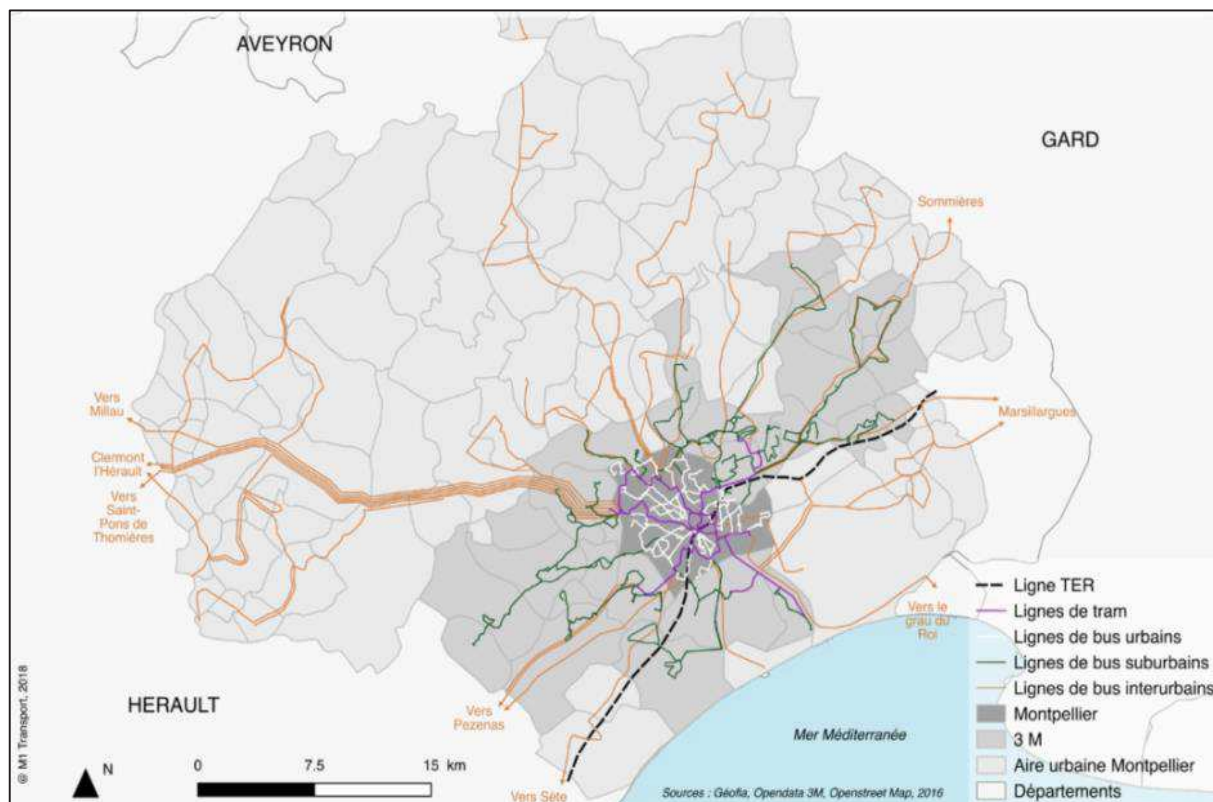 AVEYRON
GARD
Sommières
Vers
Millau
Clermont
l'Hérault
Vers
Saint-
Pons de
Thomières
Marsillargues
Vers le
grau du
Roi
HERAULT
Vers
Pezenas
Vers Sète
Mer Méditerranée
Ligne TER
Lignes de tram
Lignes de bus urbains
Lignes de bus suburbains
Lignes de bus interurbains
Montpellier
3 M
Aire urbaine Montpellier
Départements
N
0 7.5 15 km
Sources : Géofla, Opendata 3M, Openstreet Map, 2016
© M1 Transport, 2018